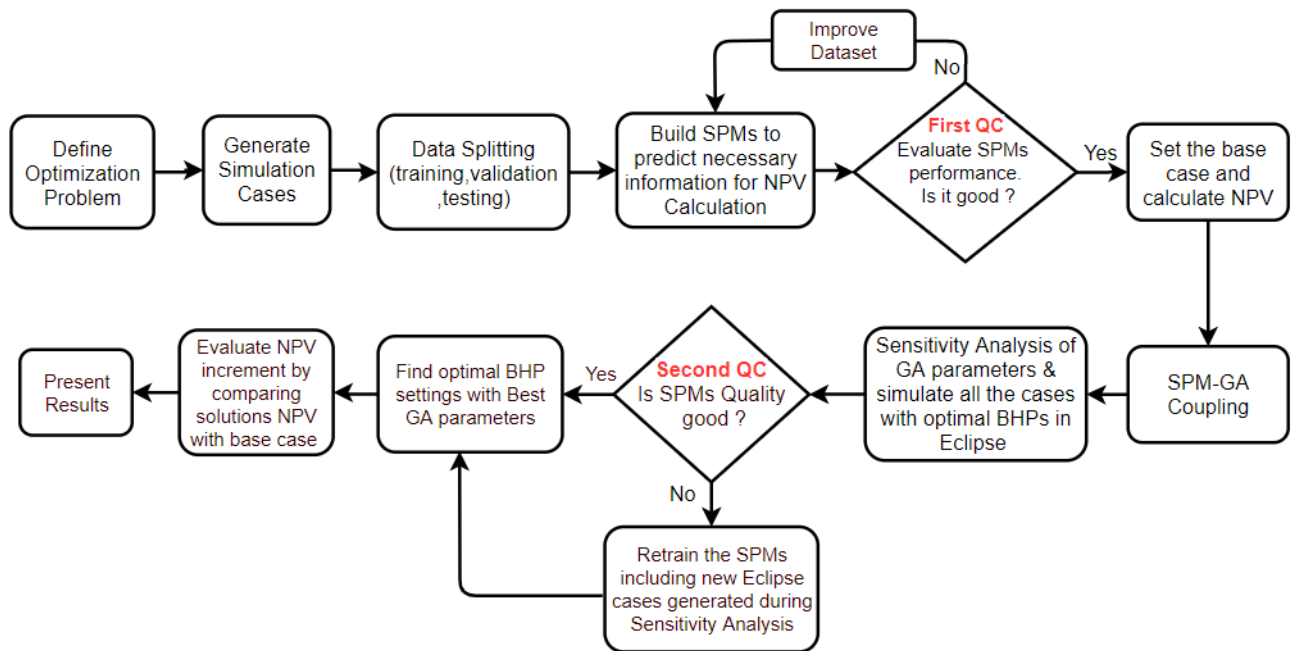 Improve
Dataset
No
Define
Optimization
Problem
Generate
Simulation
Cases
Data Splitting
(training,validation
,testing)
Build SPMs to
predict necessary
information for NPV
Calculation
First QC
Evaluate SPMs
performance.
Is it good ?
Yes
Set the base
case and
calculate NPV
SPM-GA
Coupling
Sensitivity Analysis of
GA parameters &
simulate all the cases
with optimal BHPs in
Eclipse
Second QC
Is SPMs Quality
good ?
Yes
No
Retrain the SPMs
including new Eclipse
cases generated during
Sensitivity Analysis
Find optimal BHP
settings with Best
GA parameters
Evaluate NPV
increment by
comparing
solutions NPV
with base case
Present
Results